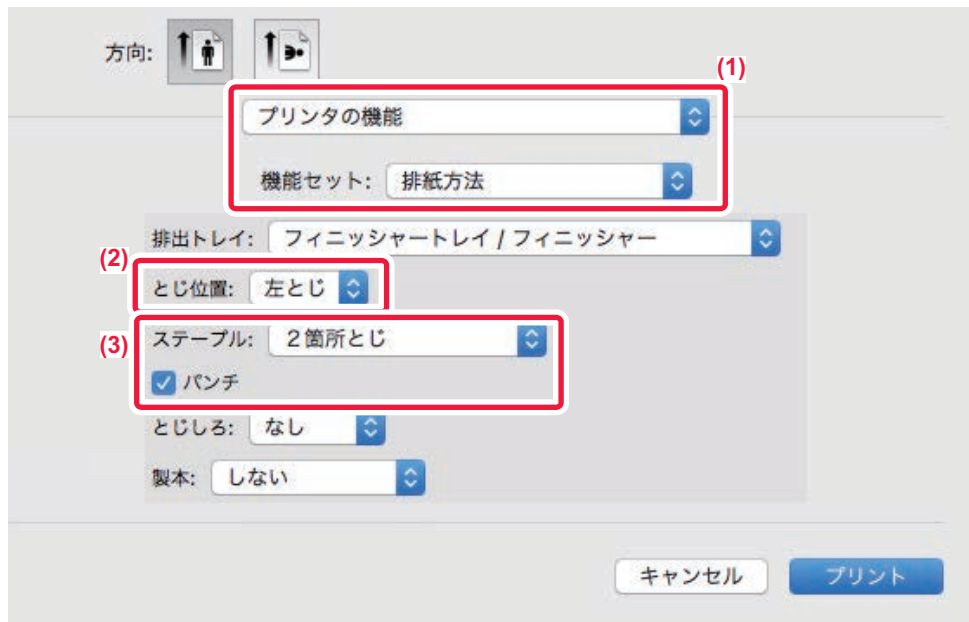 方向:
(1)
プリンタの機能
機能セット: 排紙方法
排出トレイ: フィニッシャートレイ / フィニッシャー
(2)
とじ位置: 左とじ
(3)
ステープル: 2箇所とじ
パンチ
とじしろ: なし
製本: しない
キャンセル プリント